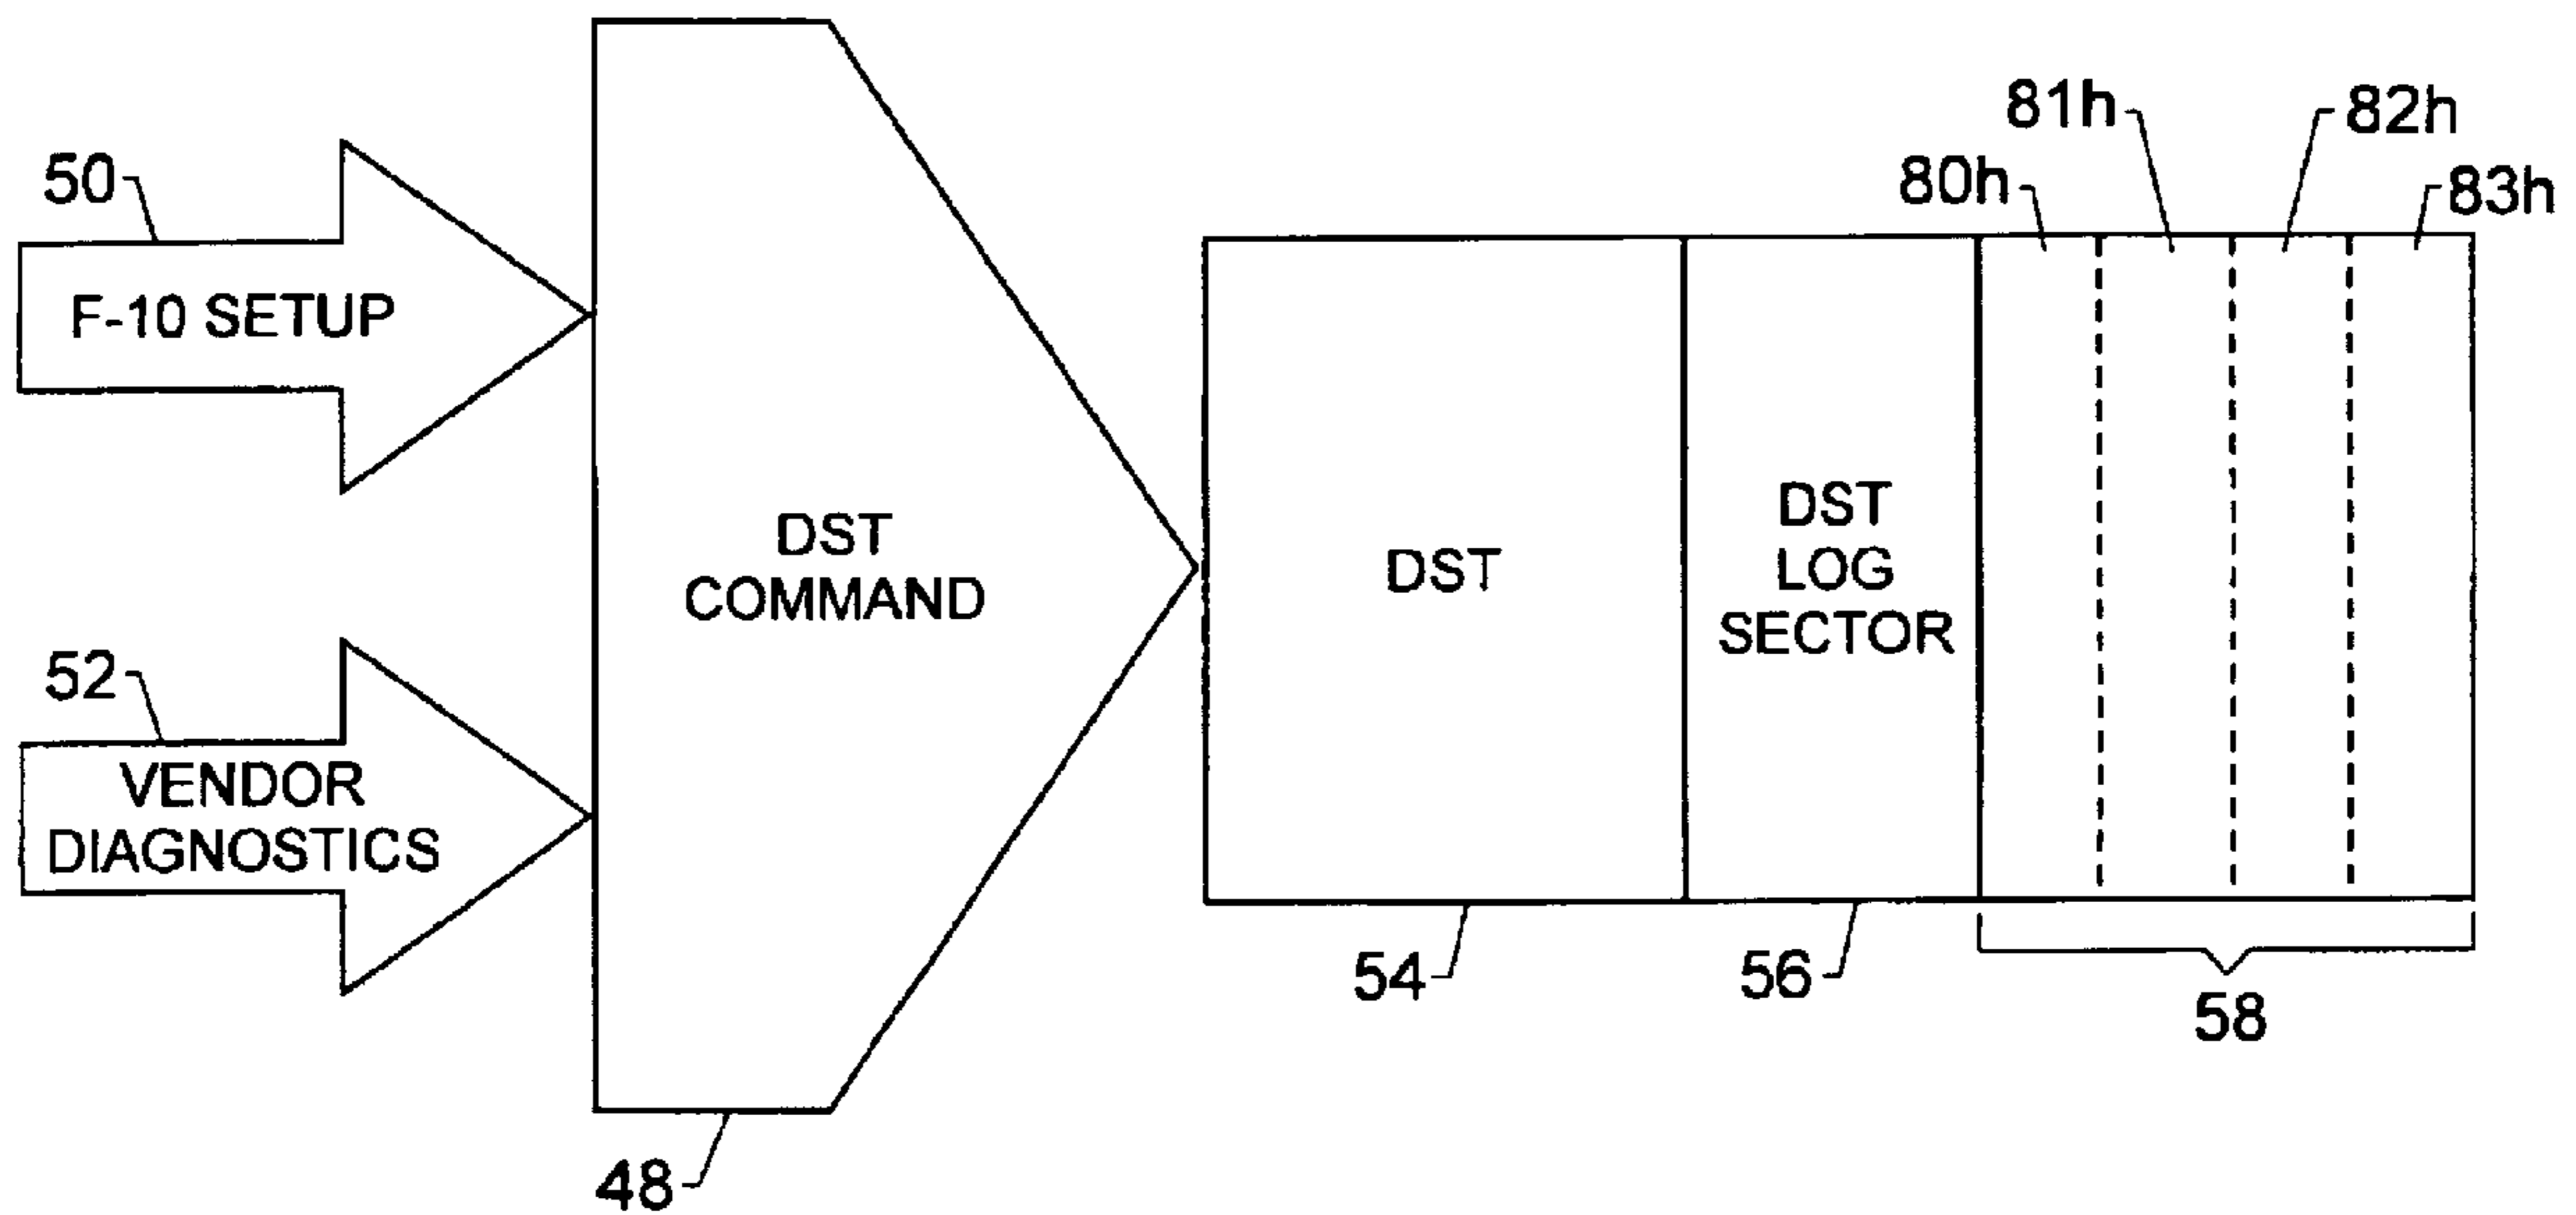 50
F-10 SETUP
52
VENDOR
DIAGNOSTICS
DST
COMMAND
48
DST
54
DST
LOG
SECTOR
56
80h
81h
82h
83h
58